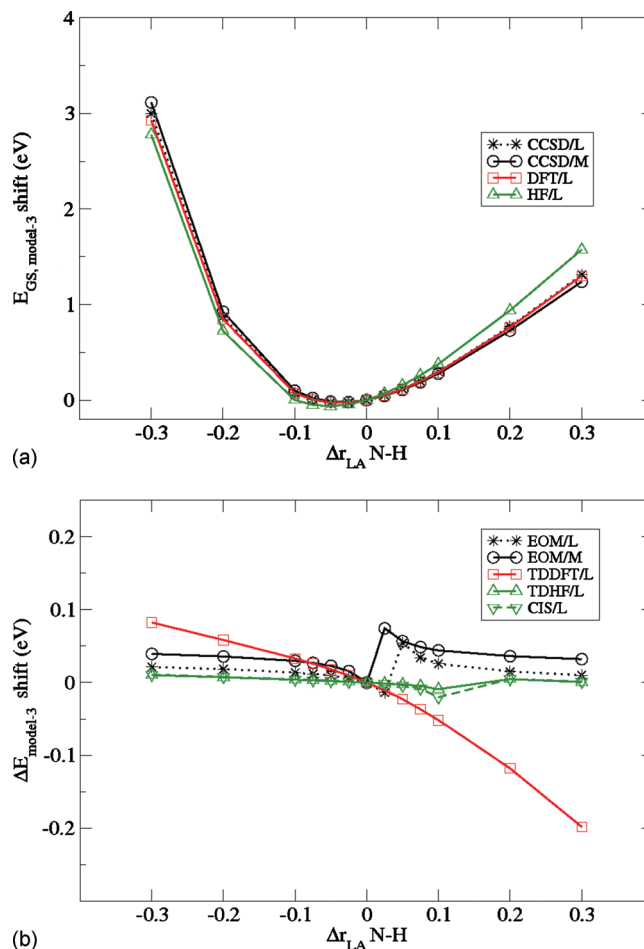 4
3
2
1
0
E_GS, model-3 shift (eV)
CCSD/L
CCSD/M
DFT/L
HF/L
-0.3 -0.2 -0.1 0 0.1 0.2 0.3
Δr_LA N-H
(a)
0.2
0.1
0
-0.1
-0.2
ΔE_model-3 shift (eV)
EOM/L
EOM/M
TDDFT/L
TDHF/L
CIS/L
-0.3 -0.2 -0.1 0 0.1 0.2 0.3
Δr_LA N-H
(b)